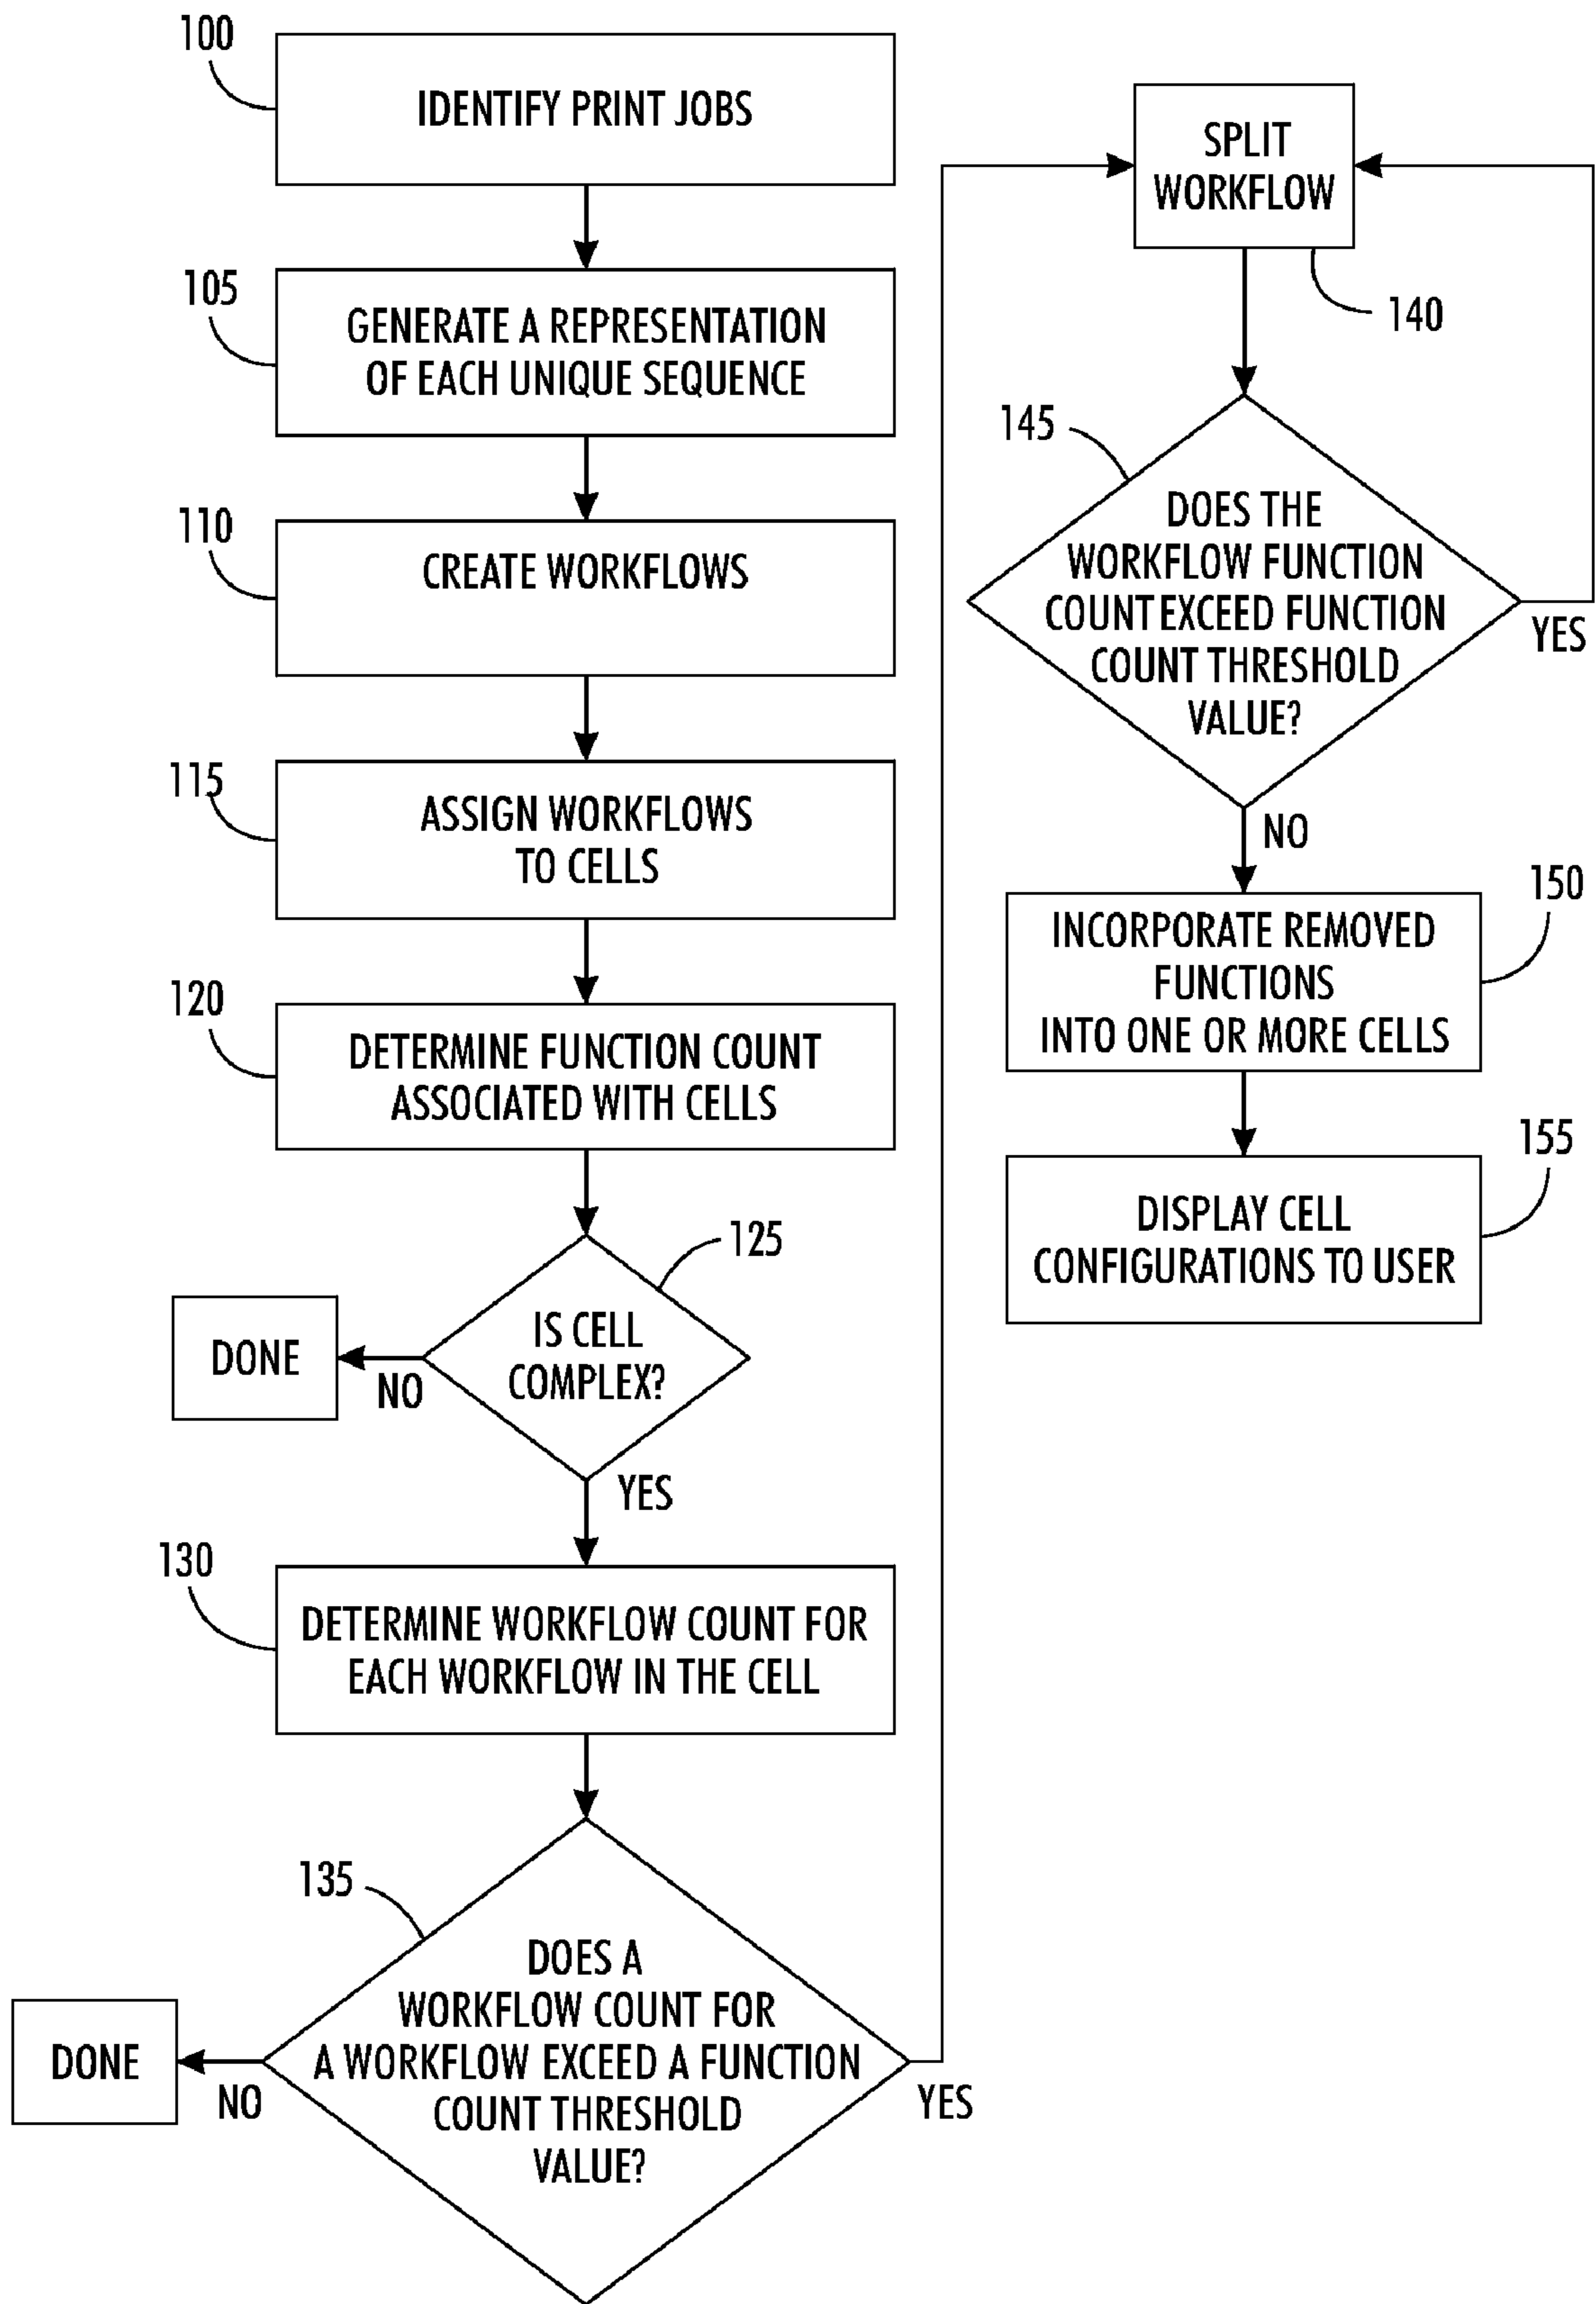 100
IDENTIFY PRINT JOBS
105
GENERATE A REPRESENTATION
OF EACH UNIQUE SEQUENCE
110
CREATE WORKFLOWS
115
ASSIGN WORKFLOWS
TO CELLS
120
DETERMINE FUNCTION COUNT
ASSOCIATED WITH CELLS
125
IS CELL
COMPLEX?
NO
DONE
YES
130
DETERMINE WORKFLOW COUNT FOR
EACH WORKFLOW IN THE CELL
135
DOES A
WORKFLOW COUNT FOR
A WORKFLOW EXCEED A FUNCTION
COUNT THRESHOLD
VALUE?
NO
DONE
YES
SPLIT
WORKFLOW
140
145
DOES THE
WORKFLOW FUNCTION
COUNT EXCEED FUNCTION
COUNT THRESHOLD
VALUE?
YES
NO
150
INCORPORATE REMOVED
FUNCTIONS
INTO ONE OR MORE CELLS
155
DISPLAY CELL
CONFIGURATIONS TO USER